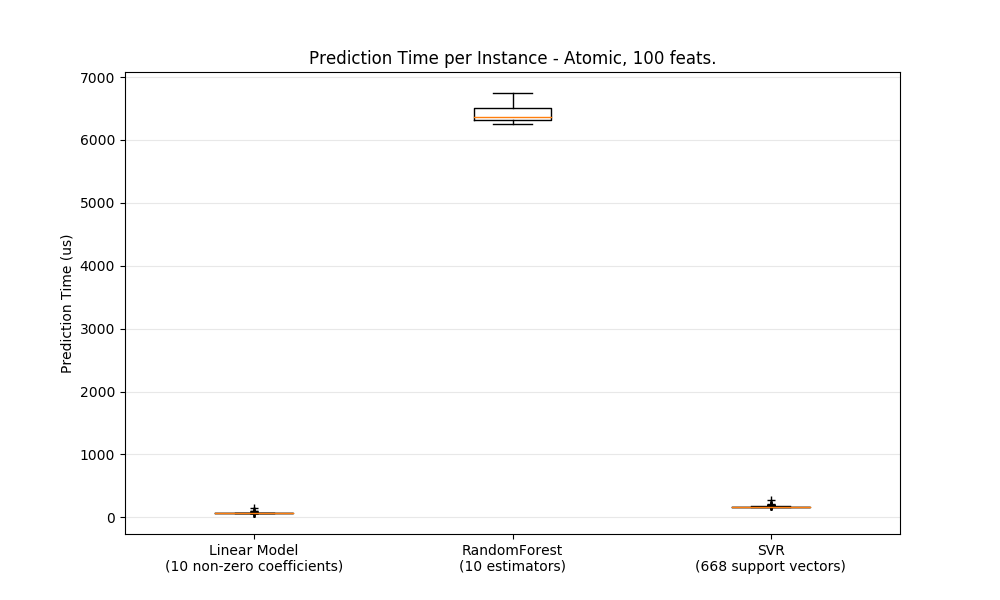 Prediction Time per Instance - Atomic, 100 feats.
Prediction Time (us)
7000
6000
5000
4000
3000
2000
1000
0
Linear Model
(10 non-zero coefficients)
RandomForest
(10 estimators)
SVR
(668 support vectors)